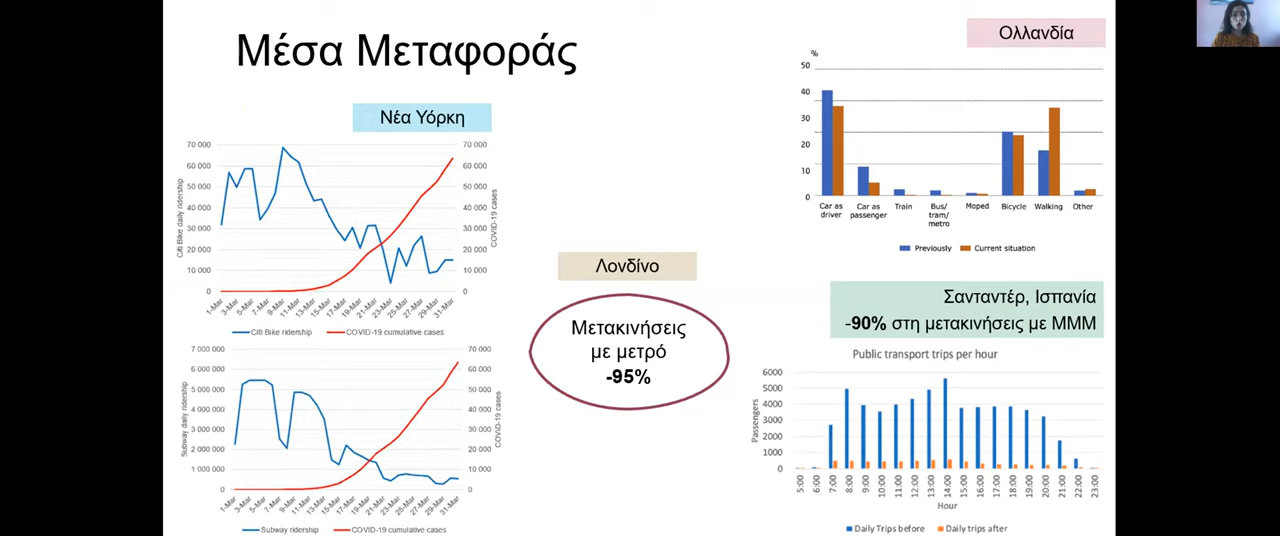 Μέσα Μεταφοράς
Νέα Υόρκη
70 000 70 000
60 000 60 000
50 000 50 000
40 000 40 000
30 000 30 000
20 000 20 000
10 000 10 000
0 0
Citi Bike daily ridership
COVID-19 cases
1-Mar 3-Mar 5-Mar 7-Mar 9-Mar 11-Mar 13-Mar 15-Mar 17-Mar 19-Mar 21-Mar 23-Mar 25-Mar 27-Mar 29-Mar 31-Mar
Citi Bike ridership COVID-19 cumulative cases
7 000 000 70 000
6 000 000 60 000
5 000 000 50 000
4 000 000 40 000
3 000 000 30 000
2 000 000 20 000
1 000 000 10 000
0 0
Subway daily ridership
COVID-19 cases
1-Mar 3-Mar 5-Mar 7-Mar 9-Mar 11-Mar 13-Mar 15-Mar 17-Mar 19-Mar 21-Mar 23-Mar 25-Mar 27-Mar 29-Mar 31-Mar
Subway ridership COVID-19 cumulative cases
Λονδίνο
Μετακινήσεις
με μετρό
-95%
Ολλανδία
%
50
40
30
20
10
0
Car as driver Car as passenger Train Bus/ tram/ metro Moped Bicycle Walking Other
Previously Current situation
Σανταντέρ, Ισπανία
-90% στη μετακινήσεις με ΜΜΜ
Public transport trips per hour
6000
5000
4000
3000
2000
1000
0
Passengers
5:00 6:00 7:00 8:00 9:00 10:00 11:00 12:00 13:00 14:00 15:00 16:00 17:00 18:00 19:00 20:00 21:00 22:00 23:00
Hour
Daily Trips before Daily trips after